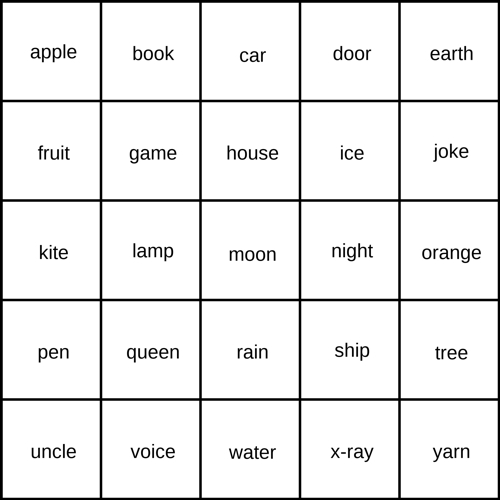 apple book car door earth
fruit game house ice joke
kite lamp moon night orange
pen queen rain ship tree
uncle voice water x-ray yarn